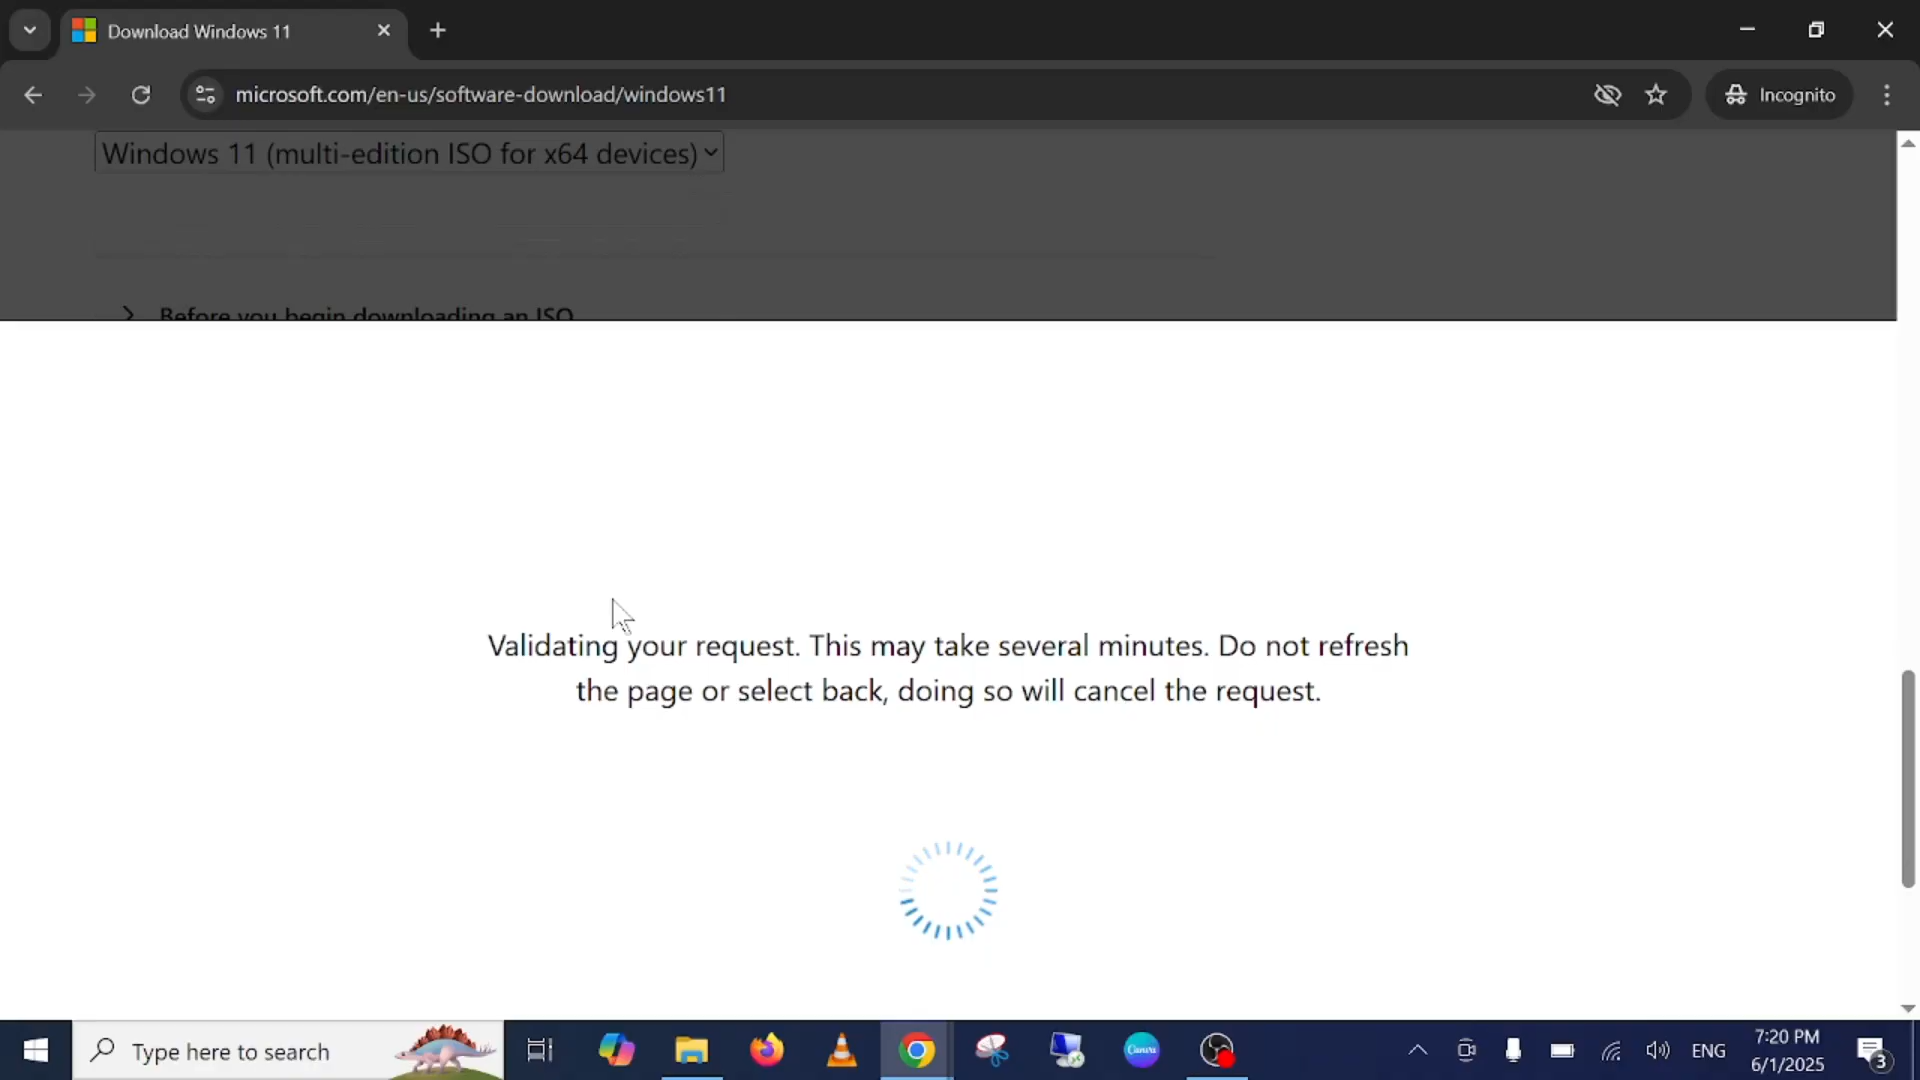 Download Windows 11
microsoft.com/en-us/software-download/windows11
Incognito
Windows 11 (multi-edition ISO for x64 devices)
Before you begin downloading an ISO
Validating your request. This may take several minutes. Do not refresh
the page or select back, doing so will cancel the request.
Type here to search
Canva
ENG
7:20 PM
6/1/2025
3